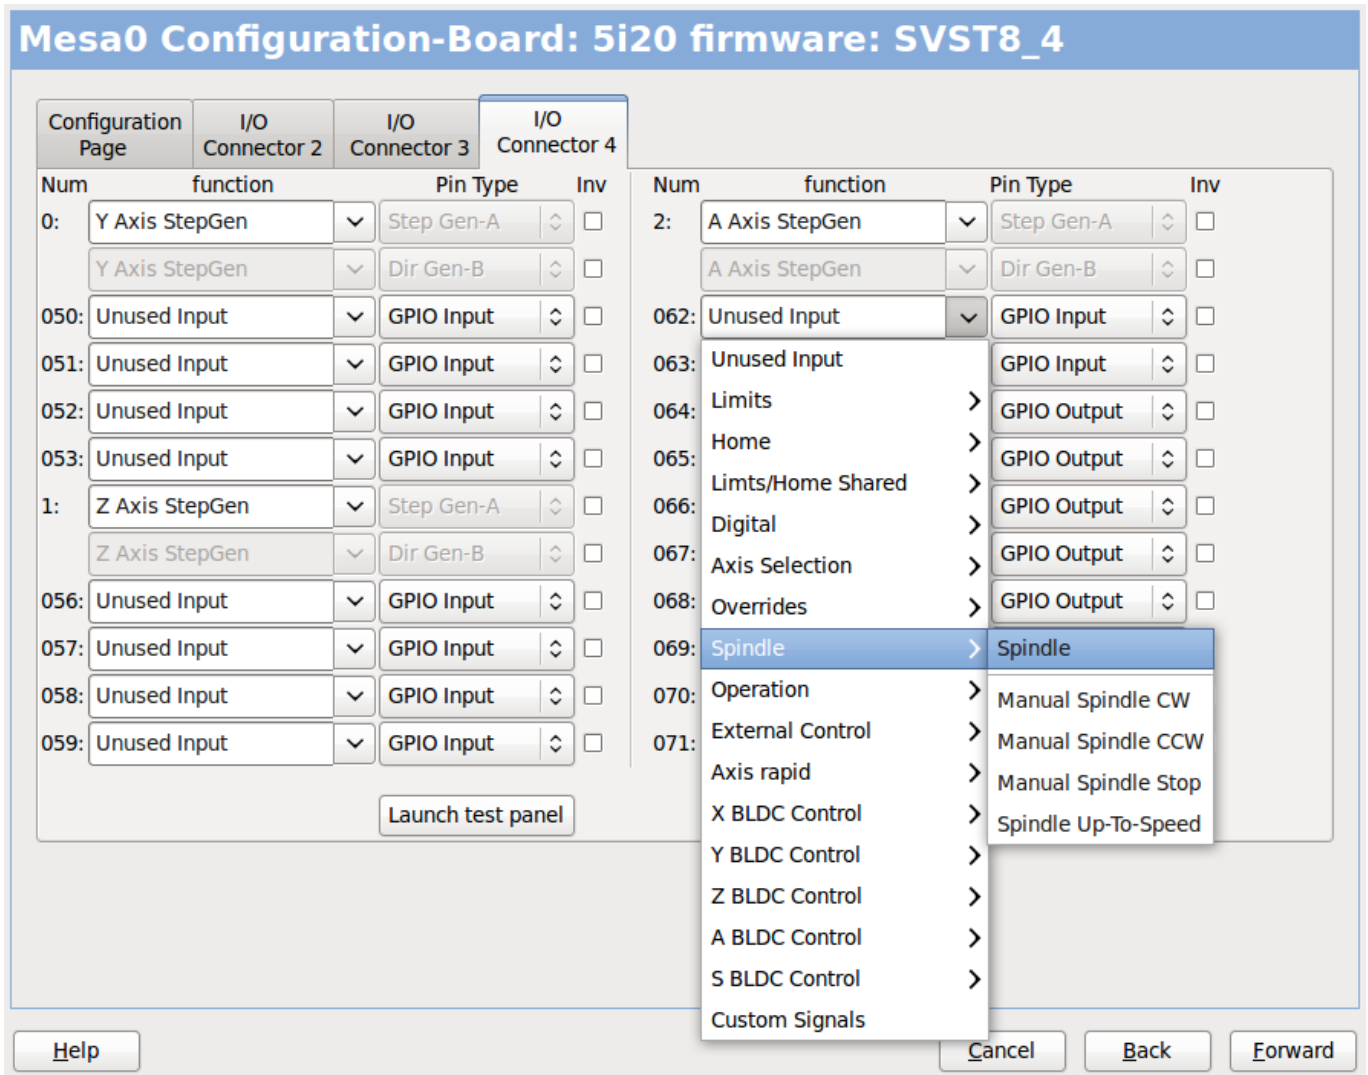 Mesa0 Configuration-Board: 5i20 firmware: SVST8_4
Configuration Page
I/O Connector 2
I/O Connector 3
I/O Connector 4
Num function Pin Type Inv
0: Y Axis StepGen Step Gen-A
Y Axis StepGen Dir Gen-B
050: Unused Input GPIO Input
051: Unused Input GPIO Input
052: Unused Input GPIO Input
053: Unused Input GPIO Input
1: Z Axis StepGen Step Gen-A
Z Axis StepGen Dir Gen-B
056: Unused Input GPIO Input
057: Unused Input GPIO Input
058: Unused Input GPIO Input
059: Unused Input GPIO Input
Launch test panel
Num function Pin Type Inv
2: A Axis StepGen Step Gen-A
A Axis StepGen Dir Gen-B
062: Unused Input GPIO Input
063: GPIO Input
064: GPIO Output
065: GPIO Output
066: GPIO Output
067: GPIO Output
068: GPIO Output
069:
070:
071:
Unused Input
Limits
Home
Limts/Home Shared
Digital
Axis Selection
Overrides
Spindle
Operation
External Control
Axis rapid
X BLDC Control
Y BLDC Control
Z BLDC Control
A BLDC Control
S BLDC Control
Custom Signals
Spindle
Manual Spindle CW
Manual Spindle CCW
Manual Spindle Stop
Spindle Up-To-Speed
Help
Cancel
Back
Forward